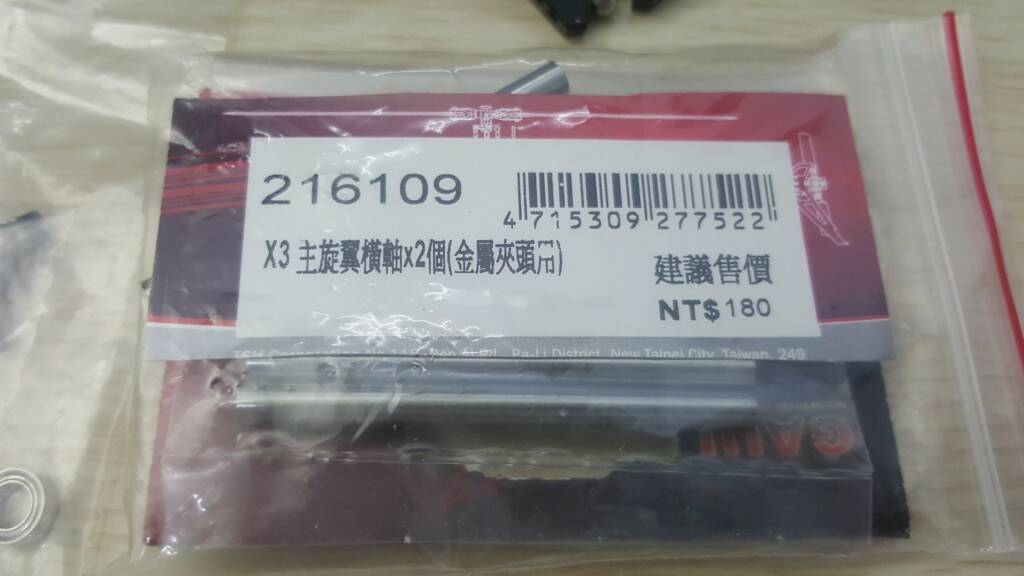 216109
4 715309 277522
X3 主旋翼橫軸x2個(金屬夾頭用)
建議售價
NT$180
Pa-Li District, New Taipei City, Taiwan, 249
GAUI